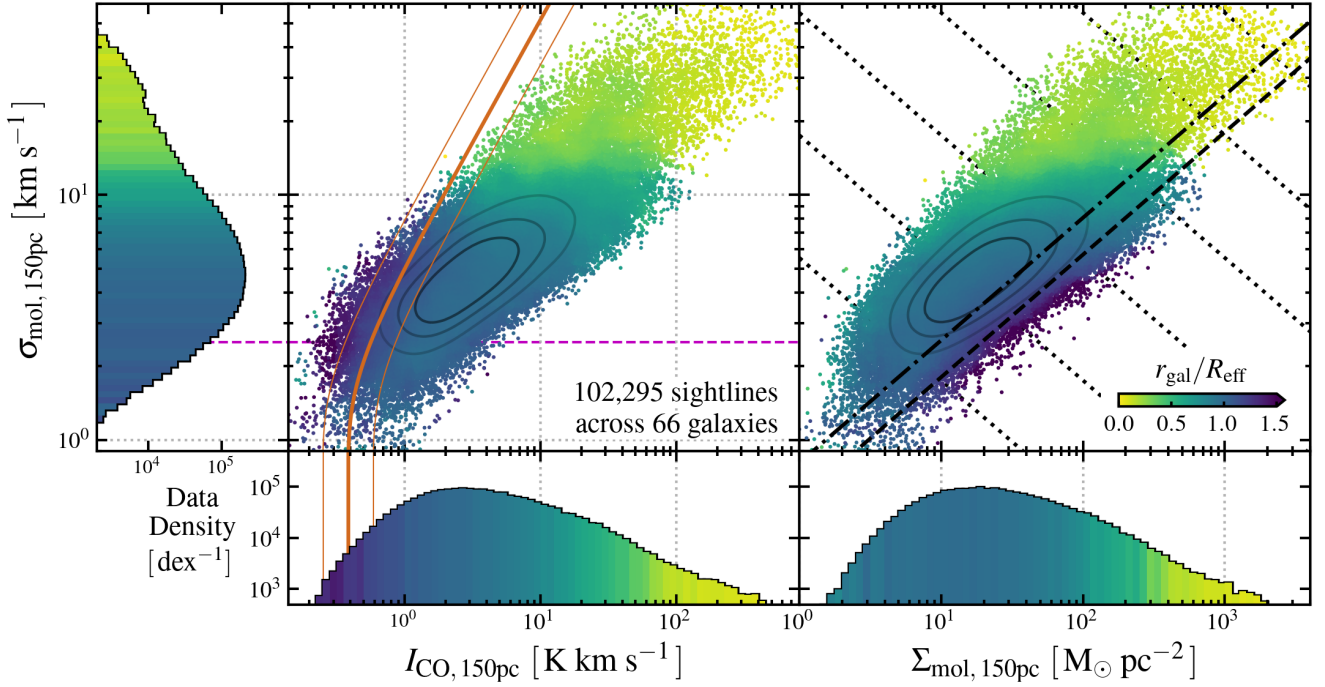 σmol, 150pc [km s⁻¹]
10¹
10⁰
10⁴ 10⁵
102,295 sightlines
across 66 galaxies
rgal/Reff
0.0 0.5 1.0 1.5
Data
Density
[dex⁻¹]
10⁵
10⁴
10³
10⁰ 10¹ 10² 10⁰
10¹ 10² 10³
ICO, 150pc [K km s⁻¹]
Σmol, 150pc [M⊙ pc⁻²]